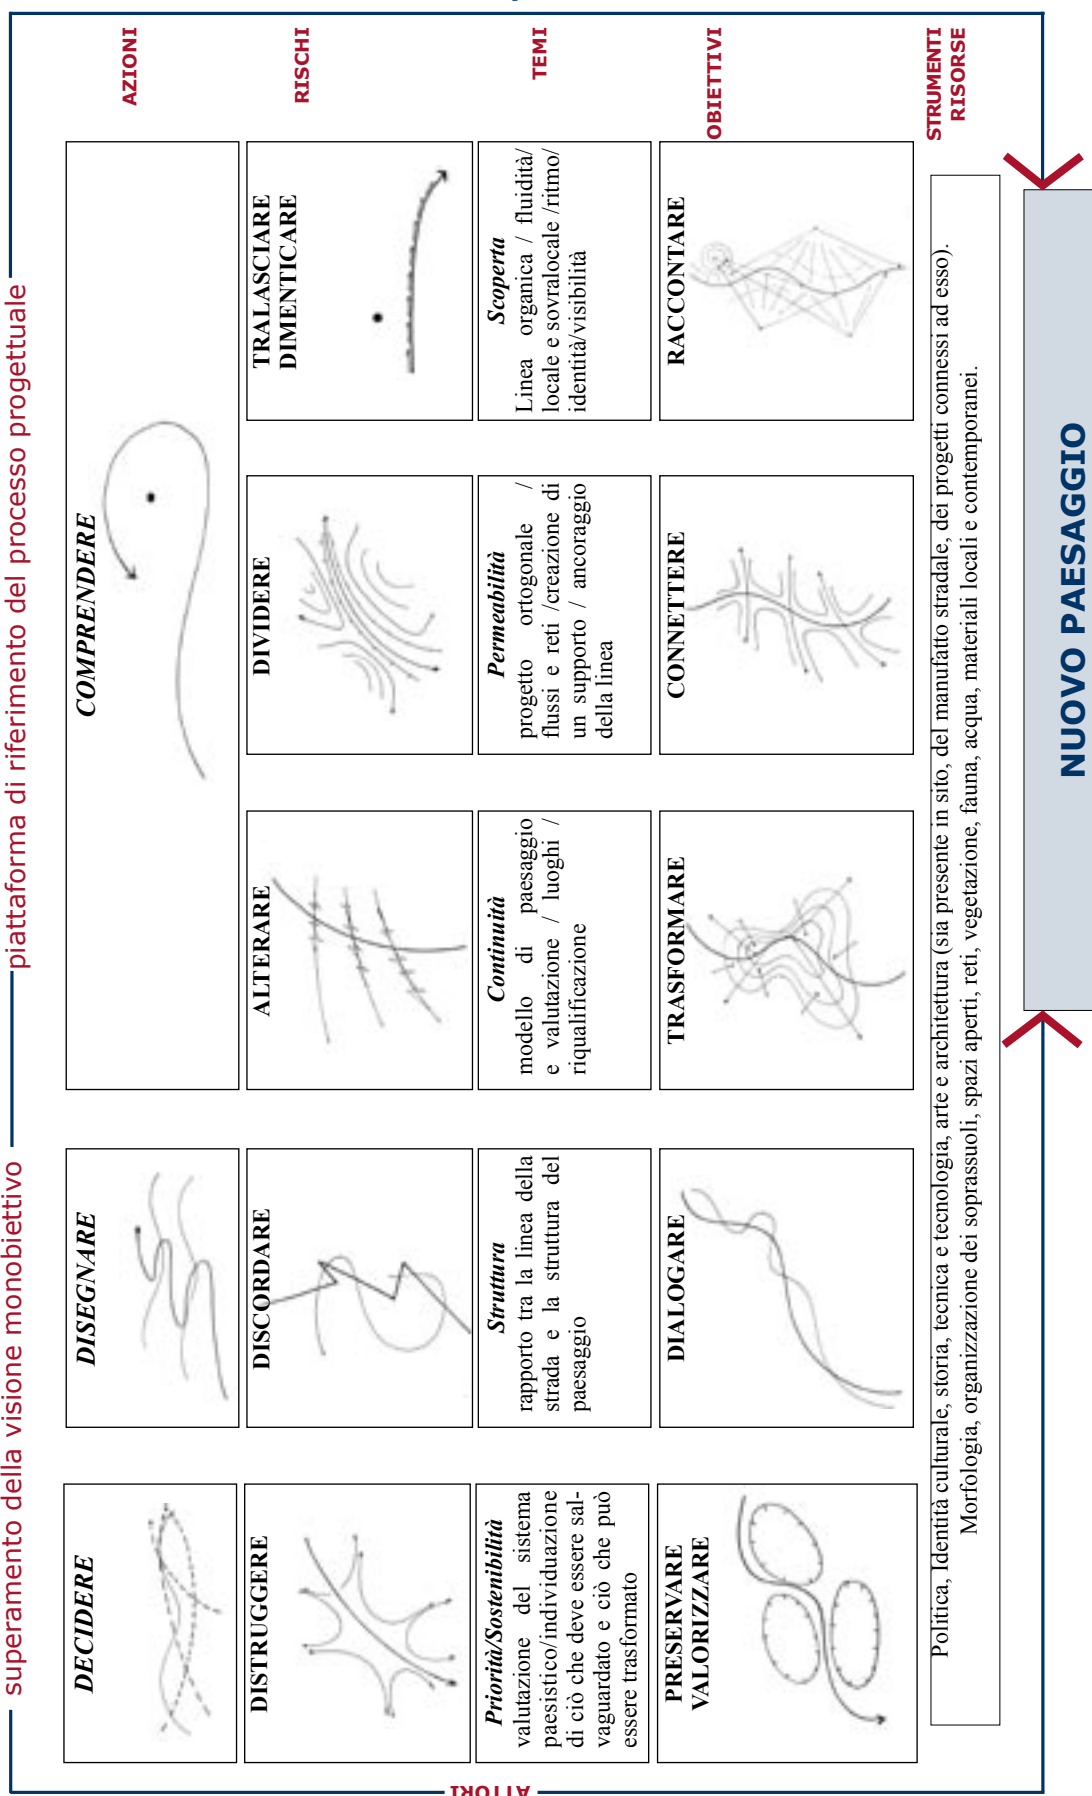 superamento della visione monobiettivo
piattaforma di riferimento del processo progettuale
DECIDERE
DISEGNARE
COMPRENDERE
AZIONI
DISTRUGGERE
DISCORDARE
ALTERARE
DIVIDERE
TRALASCIARE
DIMENTICARE
RISCHI
Priorità/Sostenibilità
valutazione del sistema
paesistico/individuazione
di ciò che deve essere sal-
vaguardato e ciò che può
essere trasformato
Struttura
rapporto tra la linea della
strada e la struttura del
paesaggio
Continuità
modello di paesaggio
e valutazione / luoghi /
riqualificazione
Permeabilità
progetto ortogonale /
flussi e reti /creazione di
un supporto / ancoraggio
della linea
Scoperta
Linea organica / fluidità/
locale e sovralocale /ritmo/
identità/visibilità
TEMI
PRESERVARE
VALORIZZARE
DIALOGARE
TRASFORMARE
CONNETTERE
RACCONTARE
OBIETTIVI
Politica, Identità culturale, storia, tecnica e tecnologia, arte e architettura (sia presente in sito, del manufatto stradale, dei progetti connessi ad esso).
Morfologia, organizzazione dei soprassuoli, spazi aperti, reti, vegetazione, fauna, acqua, materiali locali e contemporanei.
STRUMENTI
RISORSE
ATTORI
NUOVO PAESAGGIO